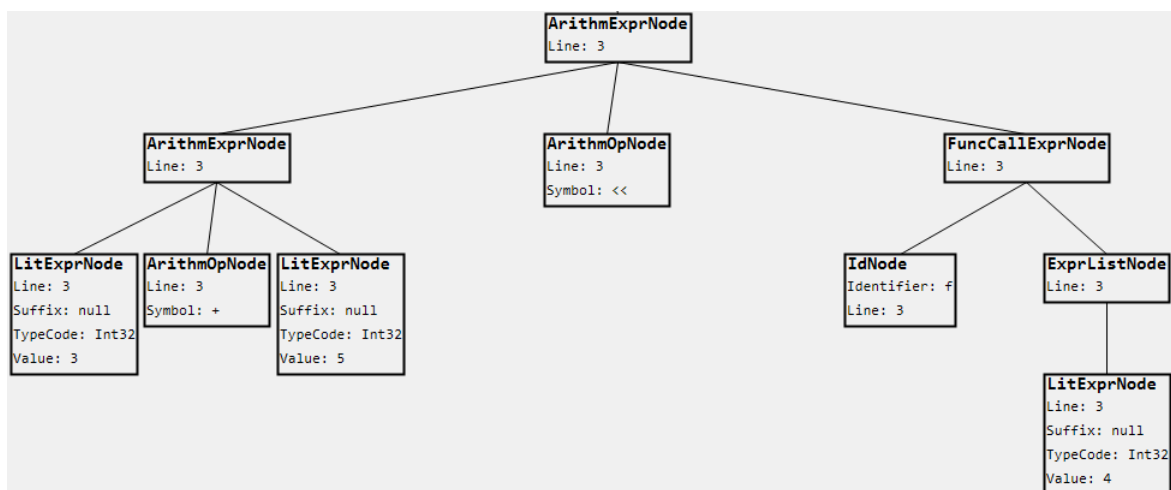 ArithmExprNode
Line: 3
ArithmExprNode
Line: 3
ArithmOpNode
Line: 3
Symbol: <<
FuncCallExprNode
Line: 3
LitExprNode
Line: 3
Suffix: null
TypeCode: Int32
Value: 3
ArithmOpNode
Line: 3
Symbol: +
LitExprNode
Line: 3
Suffix: null
TypeCode: Int32
Value: 5
IdNode
Identifier: f
Line: 3
ExprListNode
Line: 3
LitExprNode
Line: 3
Suffix: null
TypeCode: Int32
Value: 4